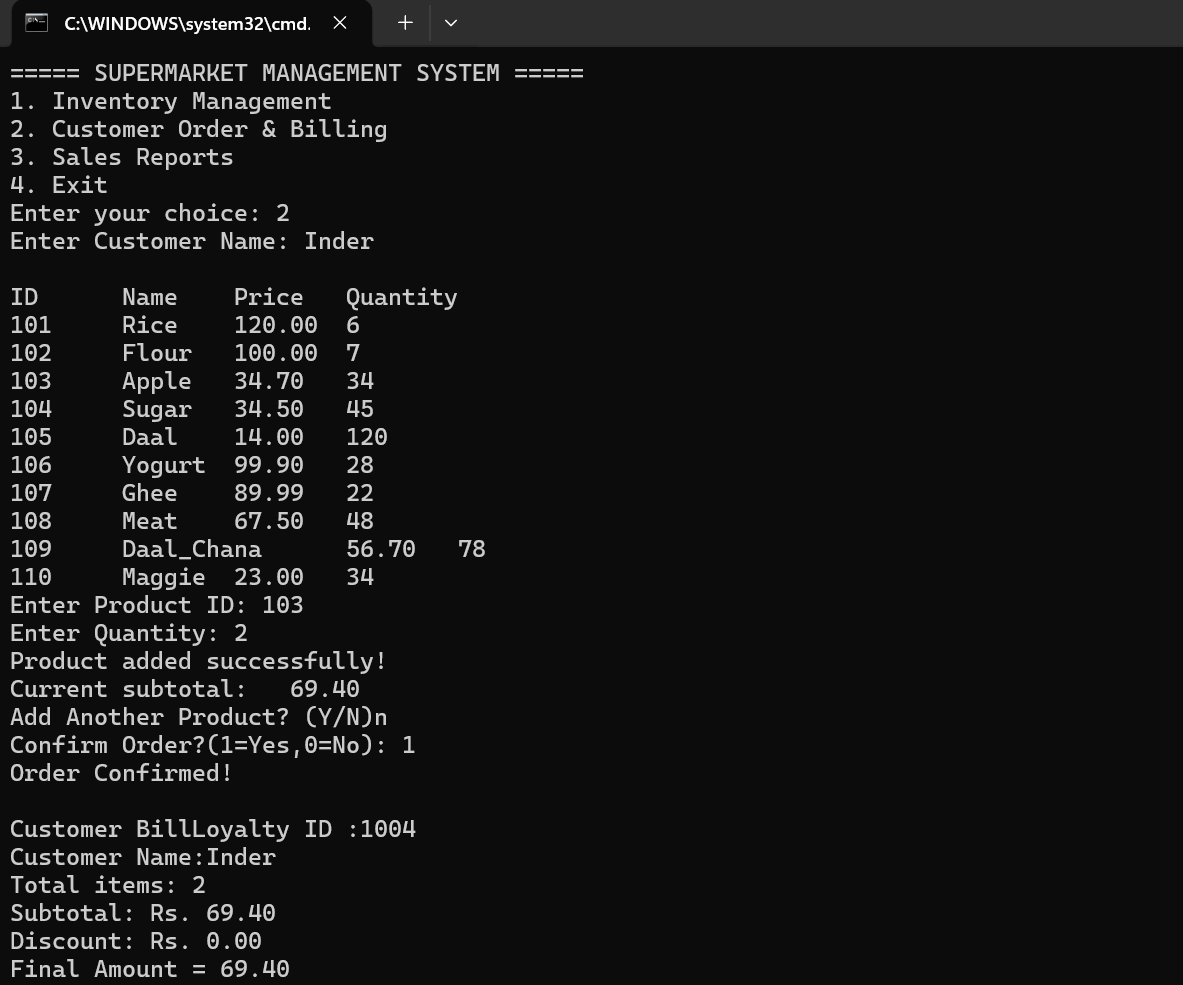 C:\WINDOWS\system32\cmd.
===== SUPERMARKET MANAGEMENT SYSTEM =====
1. Inventory Management
2. Customer Order & Billing
3. Sales Reports
4. Exit
Enter your choice: 2
Enter Customer Name: Inder
ID      Name    Price   Quantity
101     Rice    120.00  6
102     Flour   100.00  7
103     Apple   34.70   34
104     Sugar   34.50   45
105     Daal    14.00   120
106     Yogurt  99.90   28
107     Ghee    89.99   22
108     Meat    67.50   48
109     Daal_Chana      56.70   78
110     Maggie  23.00   34
Enter Product ID: 103
Enter Quantity: 2
Product added successfully!
Current subtotal:   69.40
Add Another Product? (Y/N)n
Confirm Order?(1=Yes,0=No): 1
Order Confirmed!
Customer BillLoyalty ID :1004
Customer Name:Inder
Total items: 2
Subtotal: Rs. 69.40
Discount: Rs. 0.00
Final Amount = 69.40